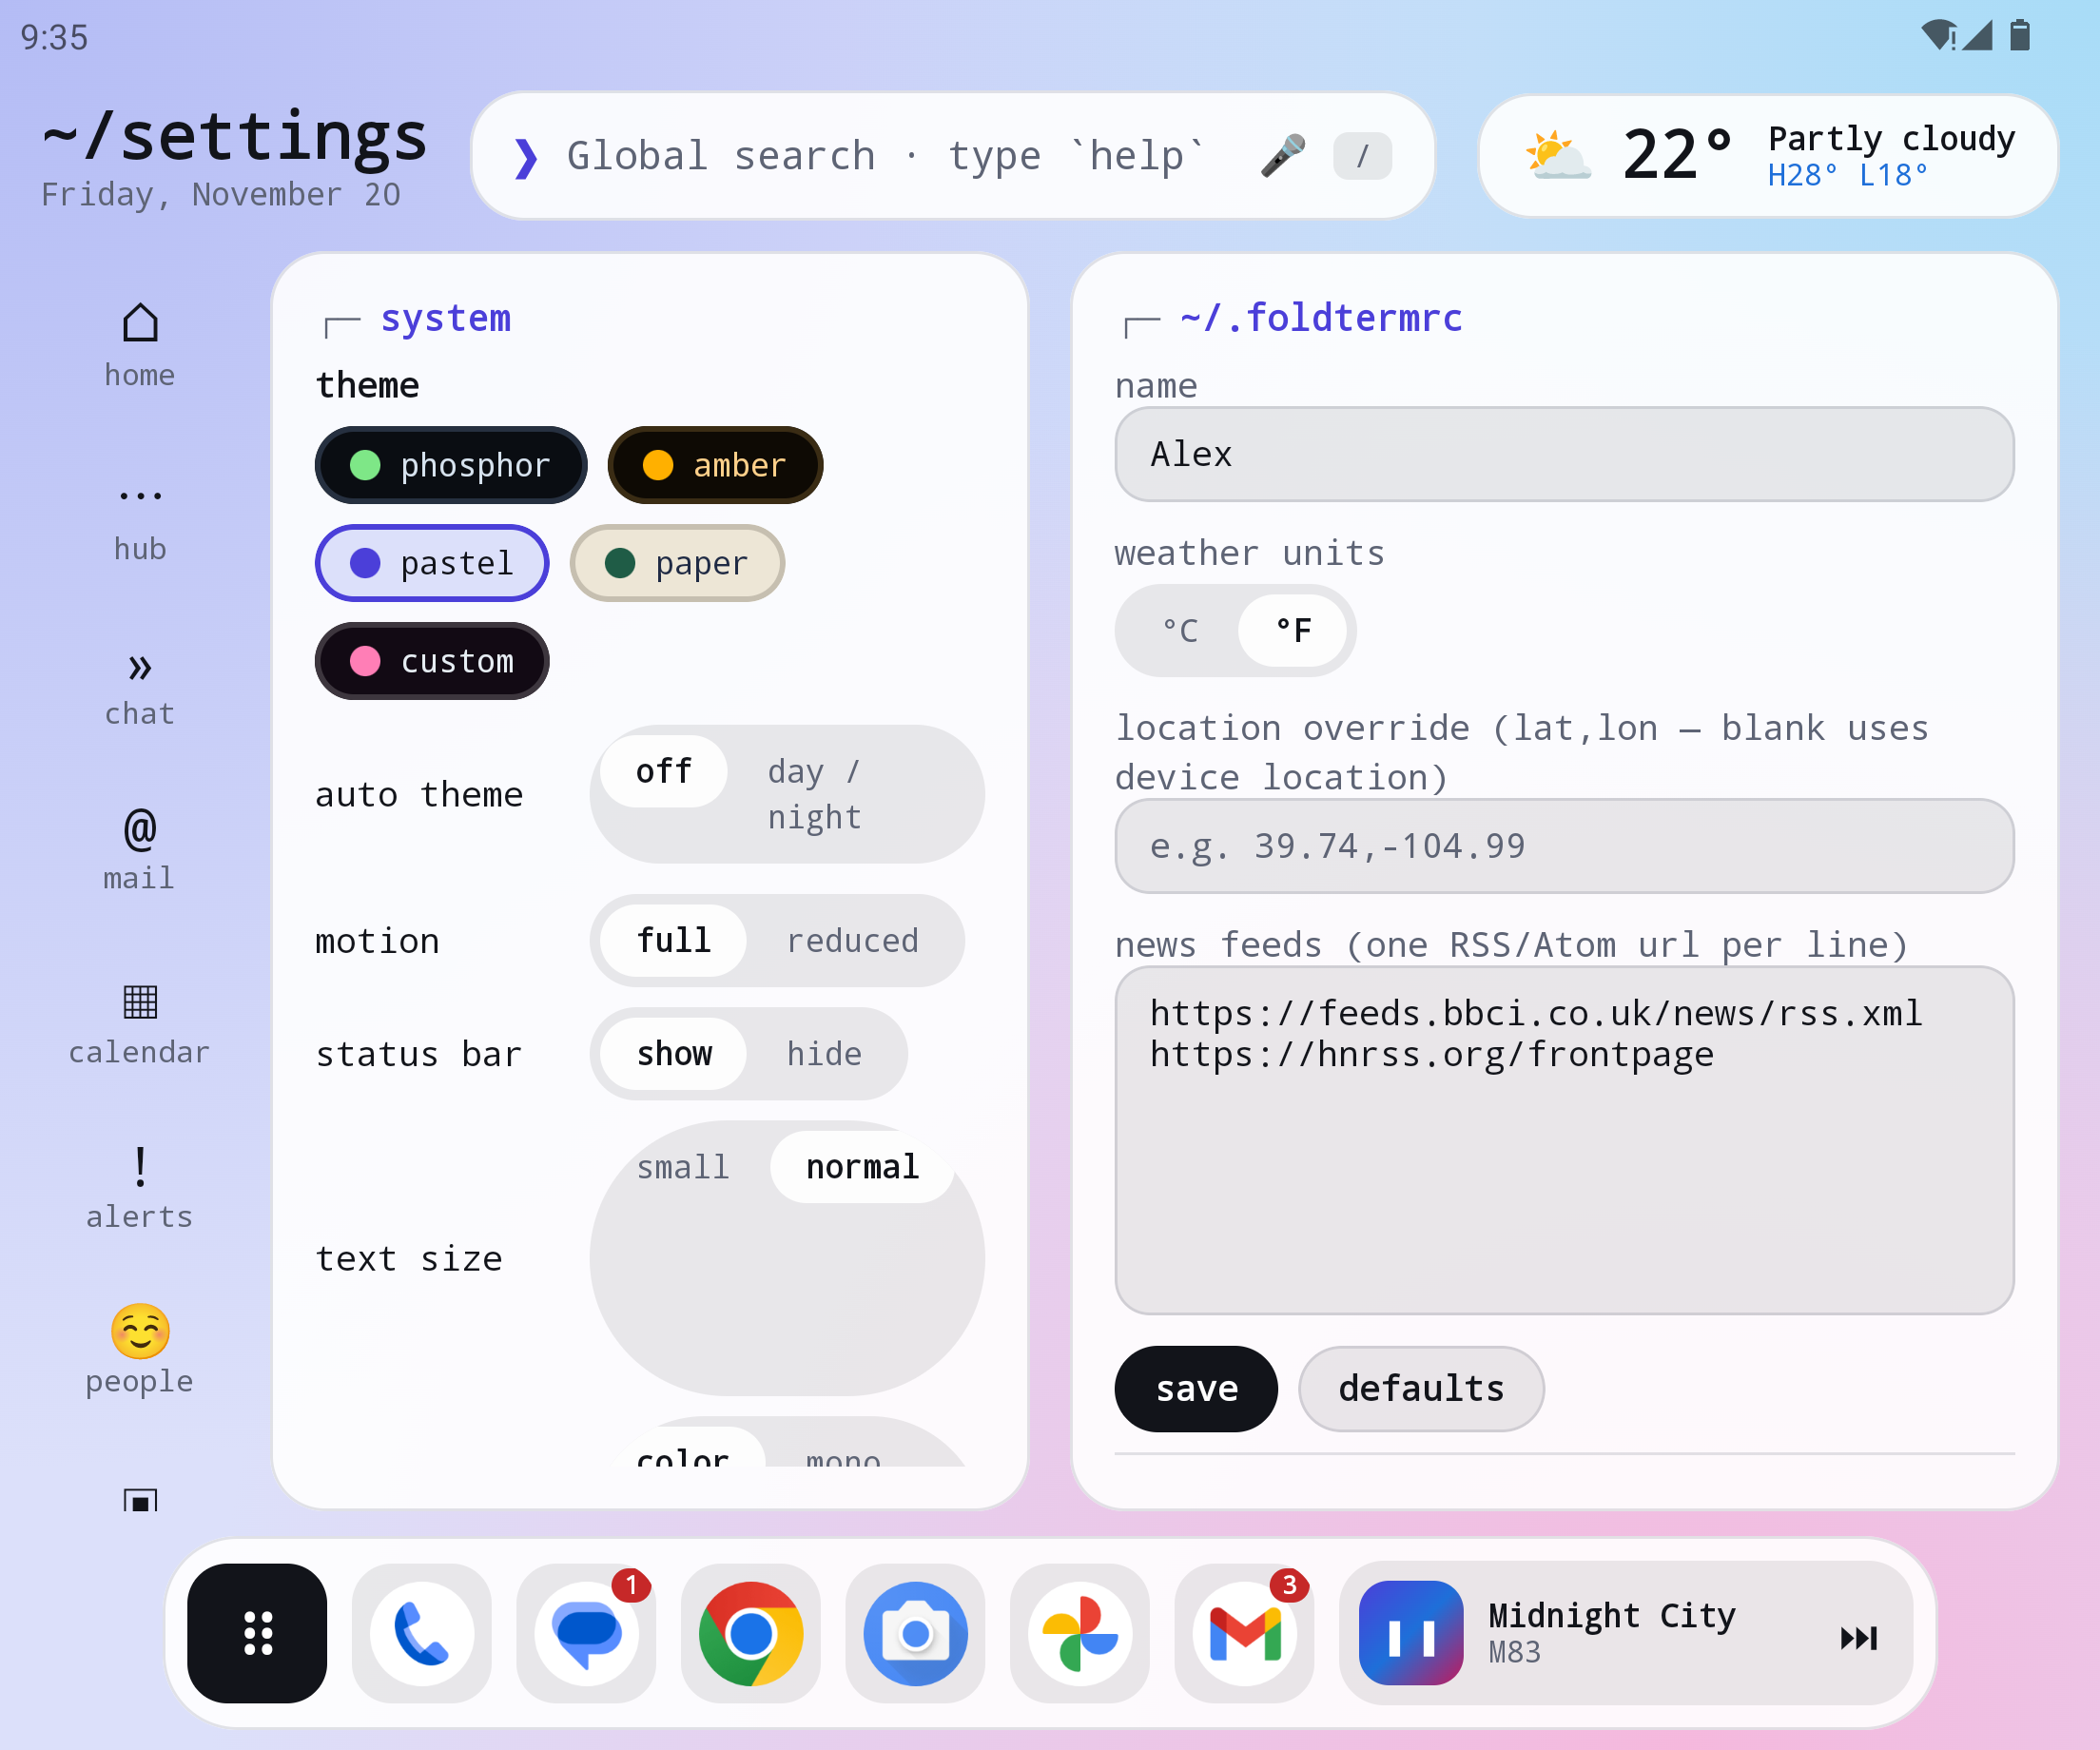 9:35
~/settings
Friday, November 20
❯ Global search · type `help` /
22° Partly cloudy
H28° L18°
home
hub
chat
mail
calendar
alerts
people
system
theme
phosphor
amber
pastel
paper
custom
auto theme off day /
night
motion full reduced
status bar show hide
text size small normal
color mono
~/.foldtermrc
name
Alex
weather units
°C °F
location override (lat,lon — blank uses
device location)
e.g. 39.74,-104.99
news feeds (one RSS/Atom url per line)
https://feeds.bbci.co.uk/news/rss.xml
https://hnrss.org/frontpage
save defaults
1
3
Midnight City
M83